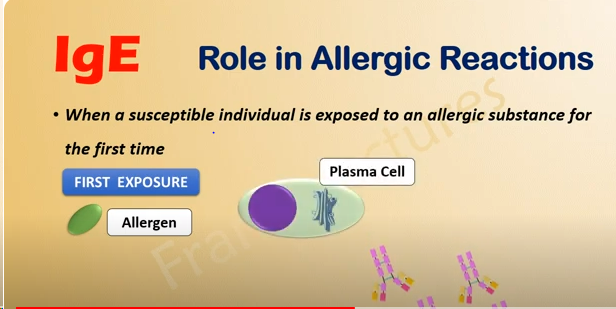 IgE Role in Allergic Reactions
• When a susceptible individual is exposed to an allergic substance for
the first time
FIRST EXPOSURE
Plasma Cell
Allergen